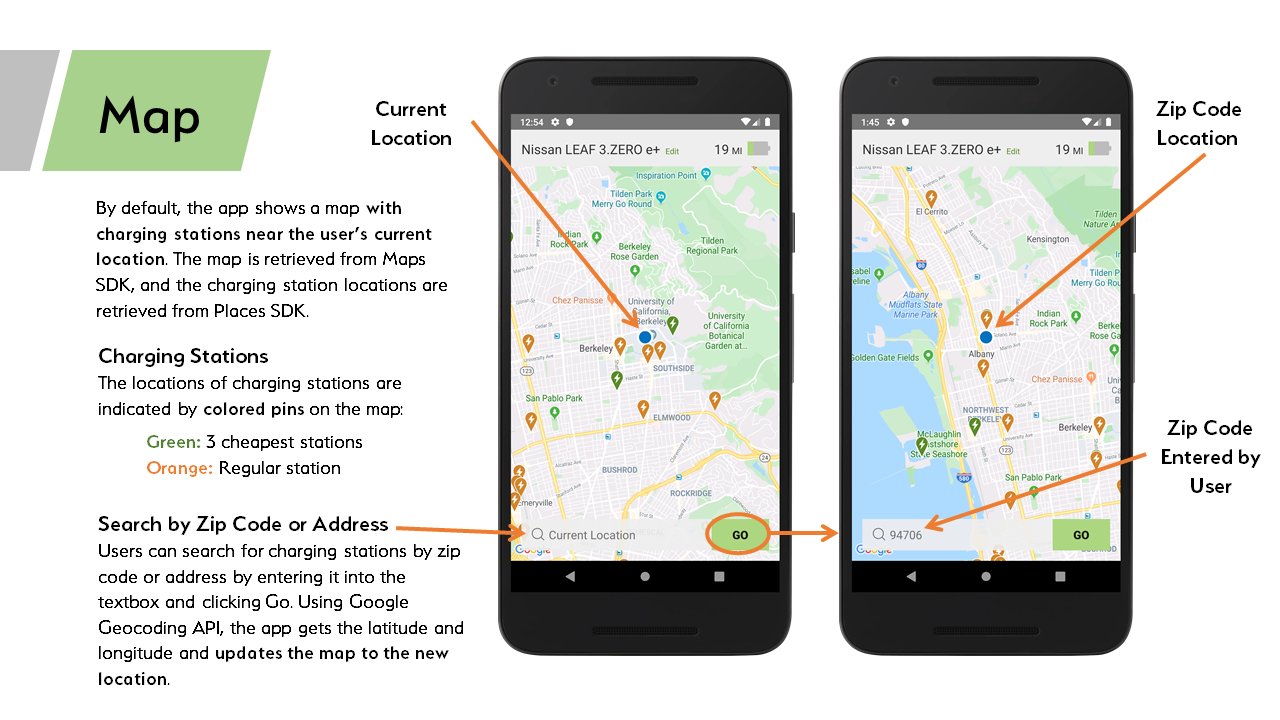 Map
By default, the app shows a map with
charging stations near the user's current
location. The map is retrieved from Maps
SDK, and the charging station locations are
retrieved from Places SDK.
Charging Stations
The locations of charging stations are
indicated by colored pins on the map:
Green: 3 cheapest stations
Orange: Regular station
Search by Zip Code or Address
Users can search for charging stations by zip
code or address by entering it into the
textbox and clicking Go. Using Google
Geocoding API, the app gets the latitude and
longitude and updates the map to the new
location.
Current
Location
12:54
Nissan LEAF 3.ZERO e+ Edit 19 MI
Inspiration Point
Tilden Park
Merry Go Round
Indian
Rock Park
Berkeley
Rose Garden
Tilden
Regional Park
Chez Panisse
University of
California,
Berkeley
University
of California
Botanical
Garden at...
Berkeley
SOUTHSIDE
123
San Pablo Park
ELMWOOD
24
BUSHROD
ROCKRIDGE
Emeryville
Current Location
GO
Google
1:45
Nissan LEAF 3.ZERO e+ Edit 19 MI
El Cerrito
Tilden
Nature A
Kensington
80
Tilden Pa
Merry Go Rou
Albany
Mudflats State
Marine Park
Indian
Rock Park
Berkele
Rose Ga
Golden Gate Fields
Albany
Chez Panisse
NORTHWEST
BERKELEY
Berkeley
McLaughlin
Eastshore
State Seashore
123
580
San Pablo Park
94706
GO
Google
Zip Code
Location
Zip Code
Entered by
User